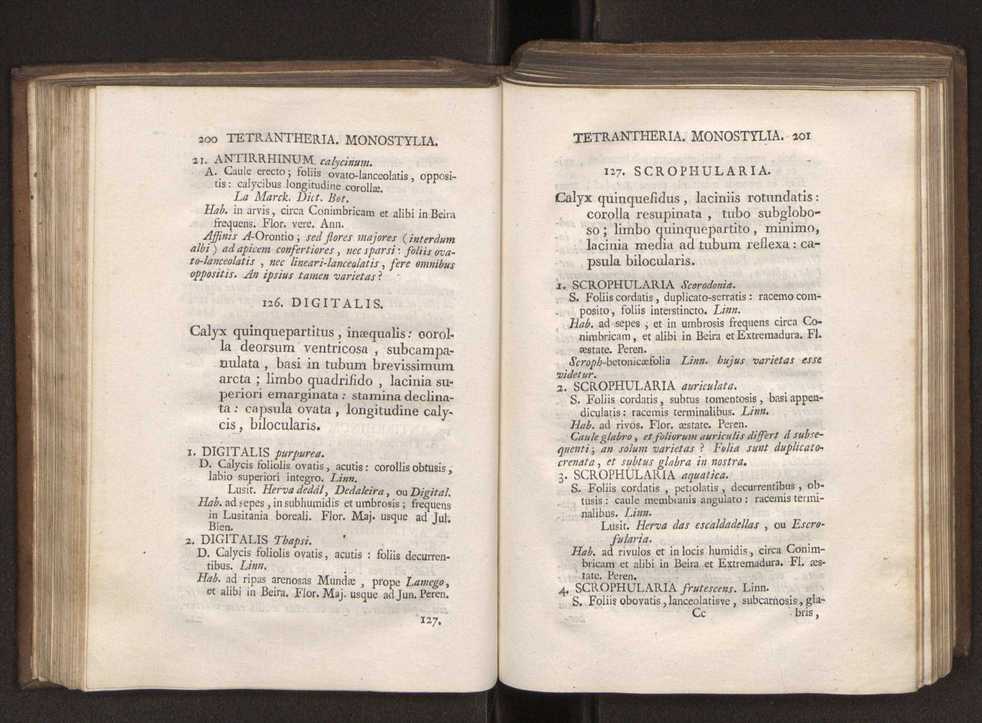 200 TETRANTHERIA. MONOSTYLIA.
21. ANTIRRHINUM calycinum.
A. Caule erecto; foliis ovato-lanceolatis, opposi-
tis: calycibus longitudine corollæ.
La Marck. Dict. Bot.
Hab. in arvis, circa Conimbricam et alibi in Beira
frequens. Flor. vere. Ann.
Affinis A-Orontio; sed flores majores (interdum
albi) ad apicem confertiores, nec sparsi: foliis ova-
to-lanceolatis, nec lineari-lanceolatis, fere omnibus
oppositis. An ipsius tamen varietas?
126. DIGITALIS.
Calyx quinquepartitus, inæqualis: corol-
la deorsum ventricosa, subcampa-
nulata, basi in tubum brevissimum
arcta; limbo quadrifido, lacinia su-
periori emarginata: stamina declina-
ta: capsula ovata, longitudine caly-
cis, bilocularis.
1. DIGITALIS purpurea.
D. Calycis foliolis ovatis, acutis: corollis obtusis,
labio superiori integro. Linn.
Lusit. Herva dedál, Dedaleira, ou Digital.
Hab. ad sepes, in subhumidis et umbrosis; frequens
in Lusitania boreali. Flor. Maj. usque ad Jul.
Bien.
2. DIGITALIS Thapsi.
D. Calycis foliolis ovatis, acutis: foliis decurren-
tibus. Linn.
Hab. ad ripas arenosas Mundæ, prope Lamego,
et alibi in Beira. Flor. Maj. usque ad Jun. Peren.
127.
TETRANTHERIA. MONOSTYLIA. 201
127. SCROPHULARIA.
Calyx quinquefidus, laciniis rotundatis:
corolla resupinata, tubo subglobo-
so; limbo quinquepartito, minimo,
lacinia media ad tubum reflexa: ca-
psula bilocularis.
1. SCROPHULARIA Scorodonia.
S. Foliis cordatis, duplicato-serratis: racemo com-
posito, foliis interstincto. Linn.
Hab. ad sepes, et in umbrosis frequens circa Co-
nimbricam, et alibi in Beira et Extremadura. Fl.
æstate. Peren.
Scroph-betonicæfolia Linn. hujus varietas esse
videtur.
2. SCROPHULARIA auriculata.
S. Foliis cordatis, subtus tomentosis, basi appen-
diculatis: racemis terminalibus. Linn.
Hab. ad rivos. Flor. æstate. Peren.
Caule glabro, et foliorum auriculis differt á subse-
quenti; an solum varietas? Folia sunt duplicato-
crenata, et subtus glabra in nostra.
3. SCROPHULARIA aquatica.
S. Foliis cordatis, petiolatis, decurrentibus, ob-
tusis: caule membranis angulato: racemis termi-
nalibus. Linn.
Lusit. Herva das escaldadellas, ou Escro-
fularia.
Hab. ad rivulos et in locis humidis, circa Conim-
bricam et alibi in Beira et Extremadura. Fl. æs-
tate. Peren.
4. SCROPHULARIA frutescens. Linn.
S. Foliis obovatis, lanceolatisve, subcarnosis, gla-
Cc bris,